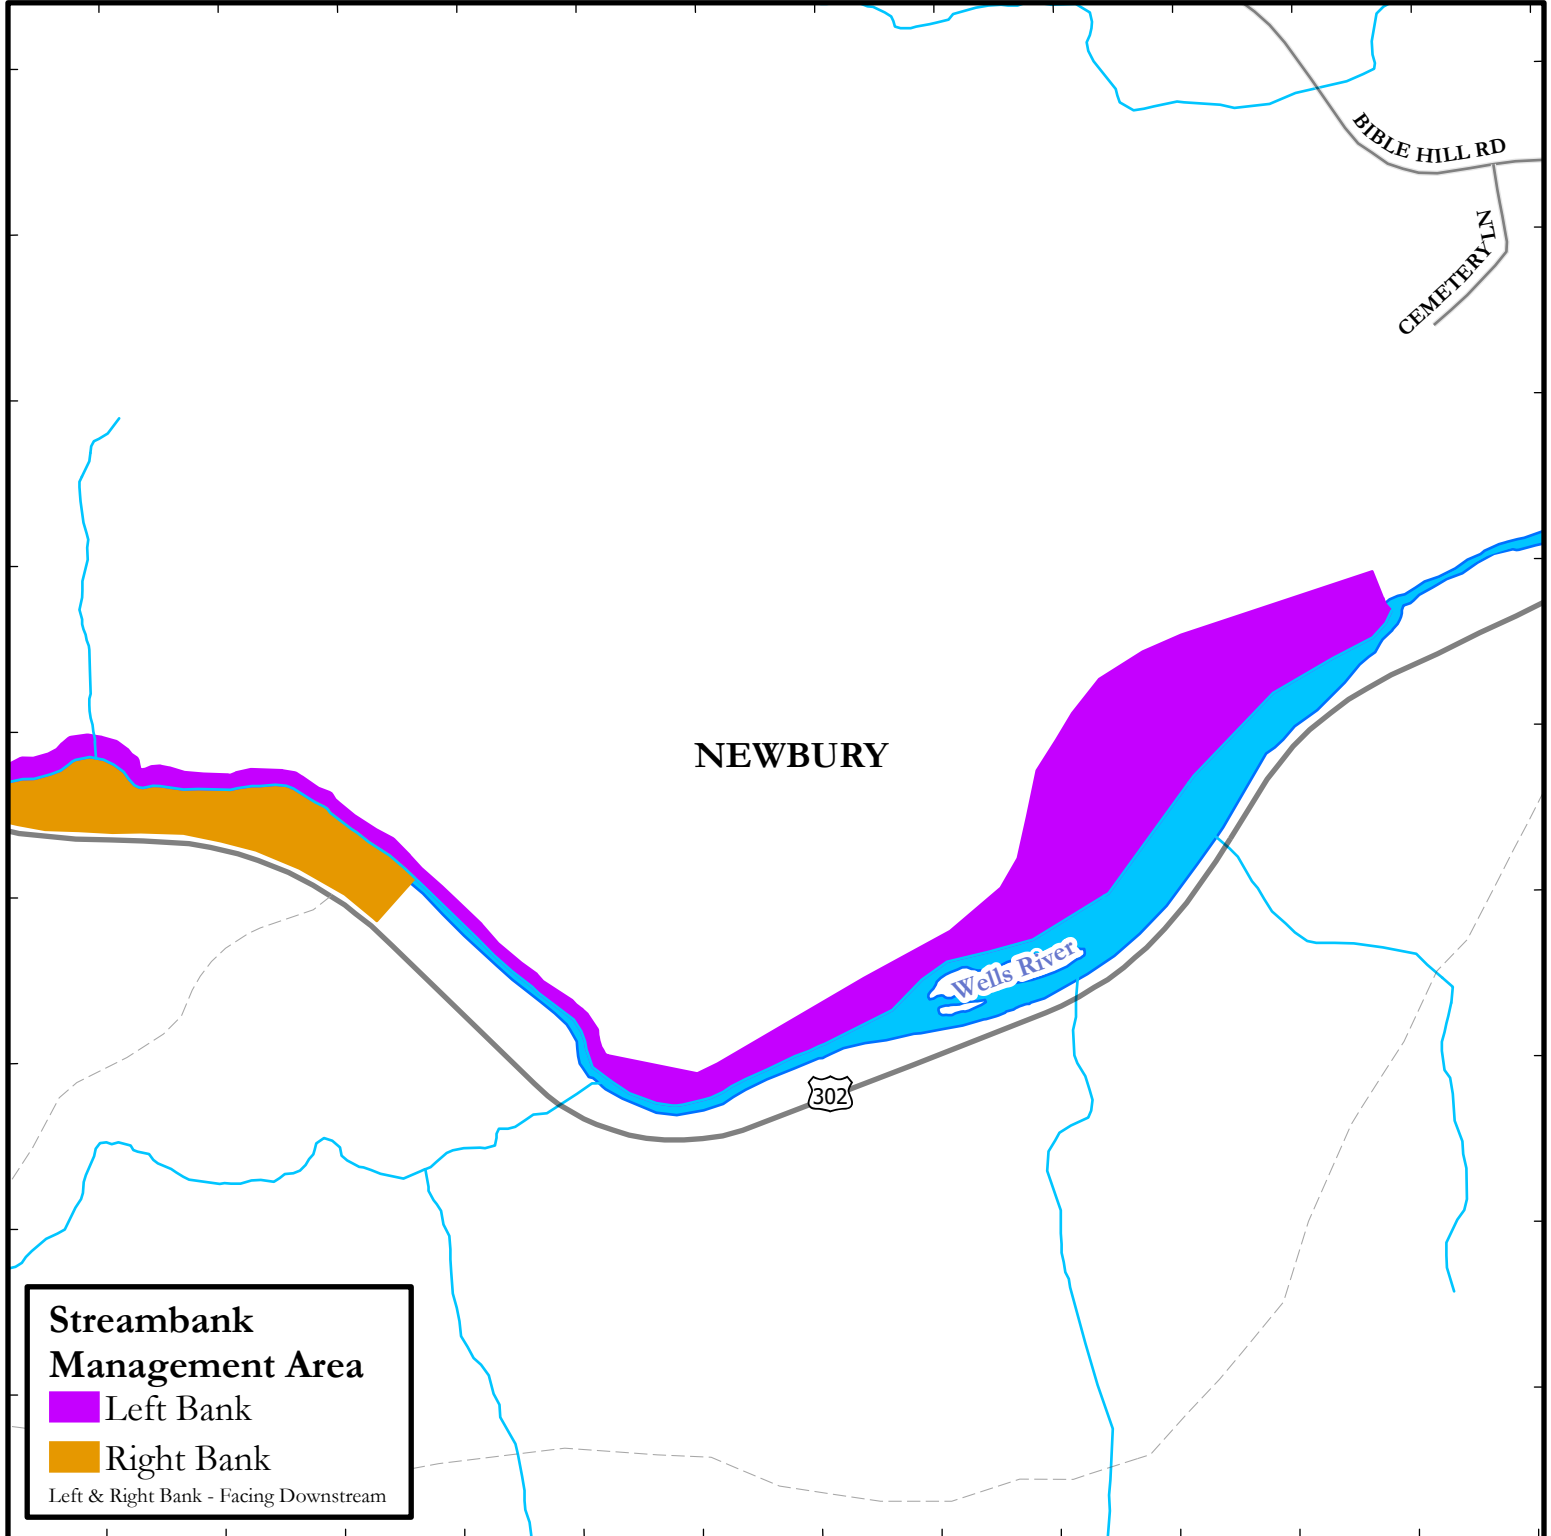 BIBLE HILL RD
CEMETERY LN
NEWBURY
Wells River
302
Streambank
Management Area
Left Bank
Right Bank
Left & Right Bank - Facing Downstream